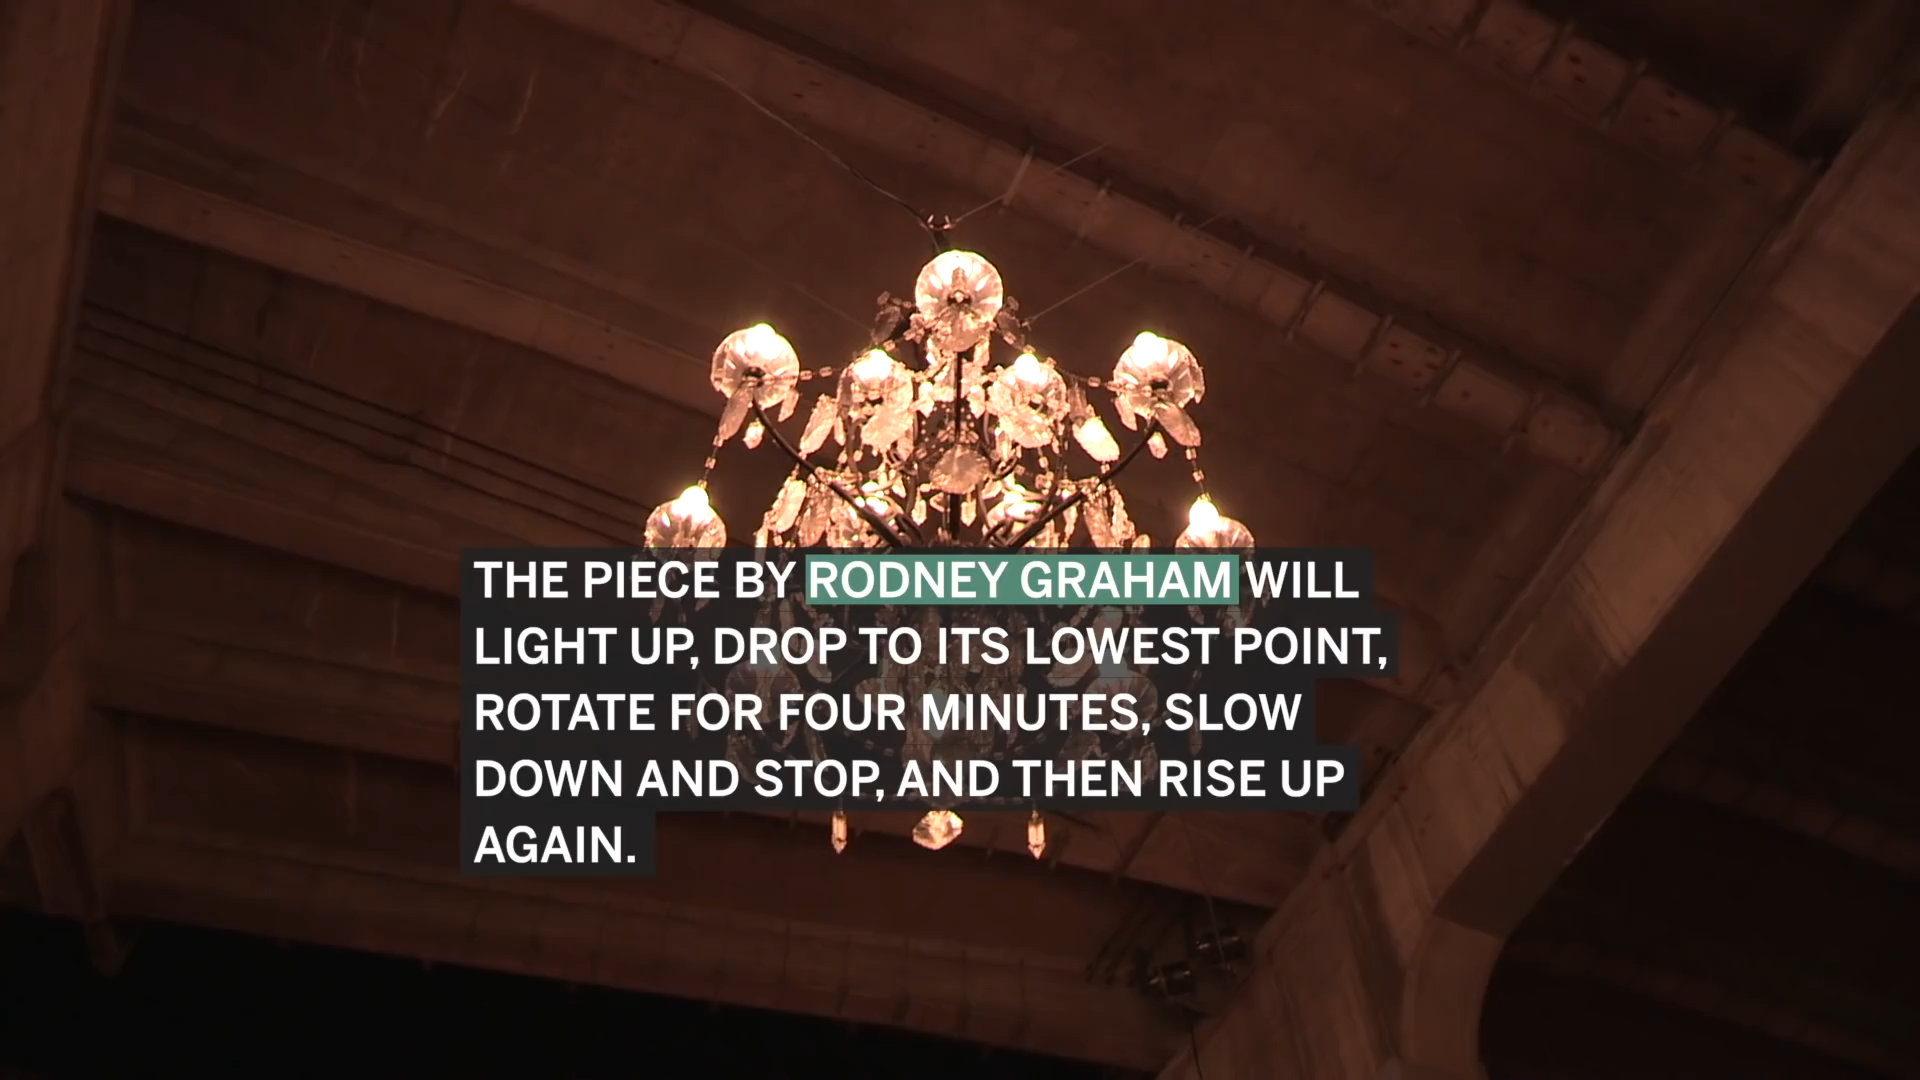 THE PIECE BY RODNEY GRAHAM WILL
LIGHT UP, DROP TO ITS LOWEST POINT,
ROTATE FOR FOUR MINUTES, SLOW
DOWN AND STOP, AND THEN RISE UP
AGAIN.